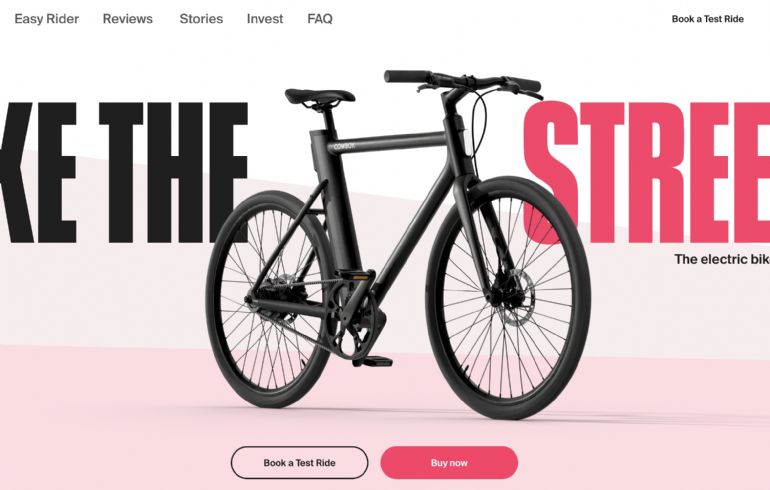 Easy Rider Reviews Stories Invest FAQ Book a Test Ride
KE THE STREE
COWBOY
The electric bik
Book a Test Ride Buy now